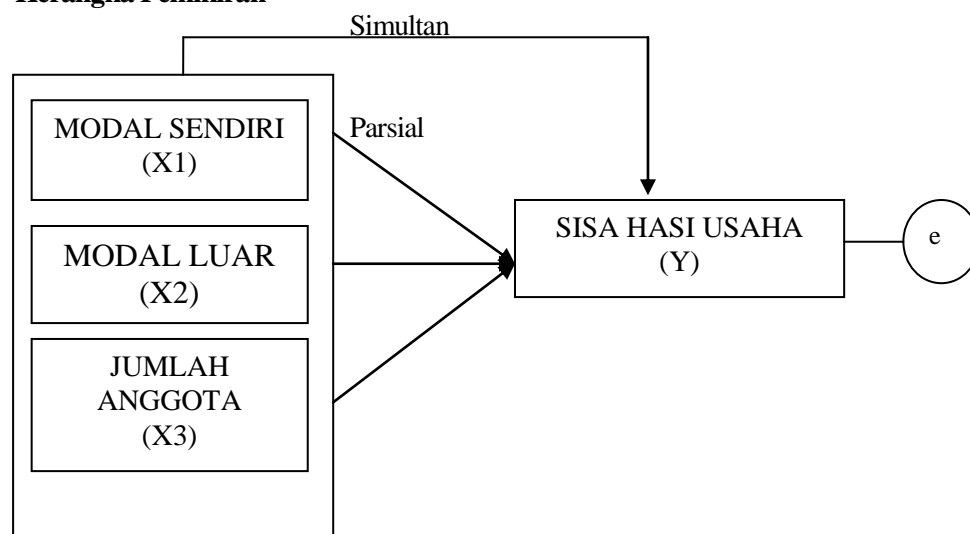 Kerangka Pemikiran
Simultan
MODAL SENDIRI
(X1)
Parsial
MODAL LUAR
(X2)
SISA HASI USAHA
(Y)
e
JUMLAH
ANGGOTA
(X3)